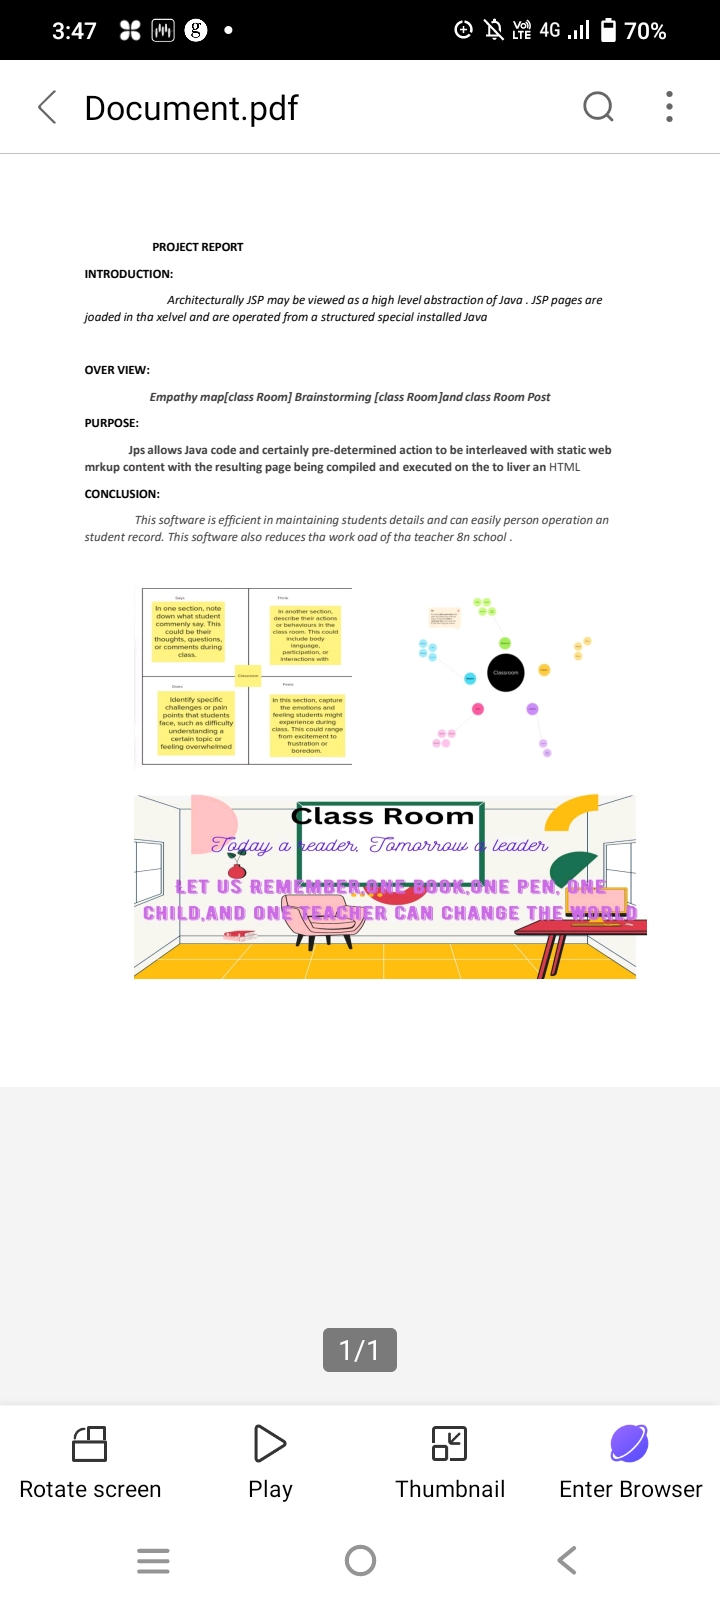 3:47
g
Vo)
LTE
4G
70%
Document.pdf
PROJECT REPORT
INTRODUCTION:
Architecturally JSP may be viewed as a high level abstraction of Java . JSP pages are
joaded in tha xelvel and are operated from a structured special installed Java
OVER VIEW:
Empathy map[class Room] Brainstorming [class Room]and class Room Post
PURPOSE:
Jps allows Java code and certainly pre-determined action to be interleaved with static web
mrkup content with the resulting page being compiled and executed on the to liver an HTML
CONCLUSION:
This software is efficient in maintaining students details and can easily person operation an
student record. This software also reduces tha work oad of tha teacher 8n school .
Says
In one section, note
down what student
commenly say. This
could be their
thoughts, questions,
or comments during
class.
Think
In another section,
describe their actions
or behaviours in the
class room. This could
include body
language,
participation, or
interactions with
Classroom
Does
Identify specific
challenges or pain
points that students
face, such as difficulty
understanding a
certain topic or
feeling overwhelmed
Feels
In this section, capture
the emotions and
feeling students might
experience during
class. This could range
from excitement to
frustration or
boredom.
Classroom
Class Room
Today a reader, Tomorrow a leader
LET US REMEMBER,ONE BOOK,ONE PEN, ONE
CHILD,AND ONE TEACHER CAN CHANGE THE WORLD
1/1
Rotate screen
Play
Thumbnail
Enter Browser